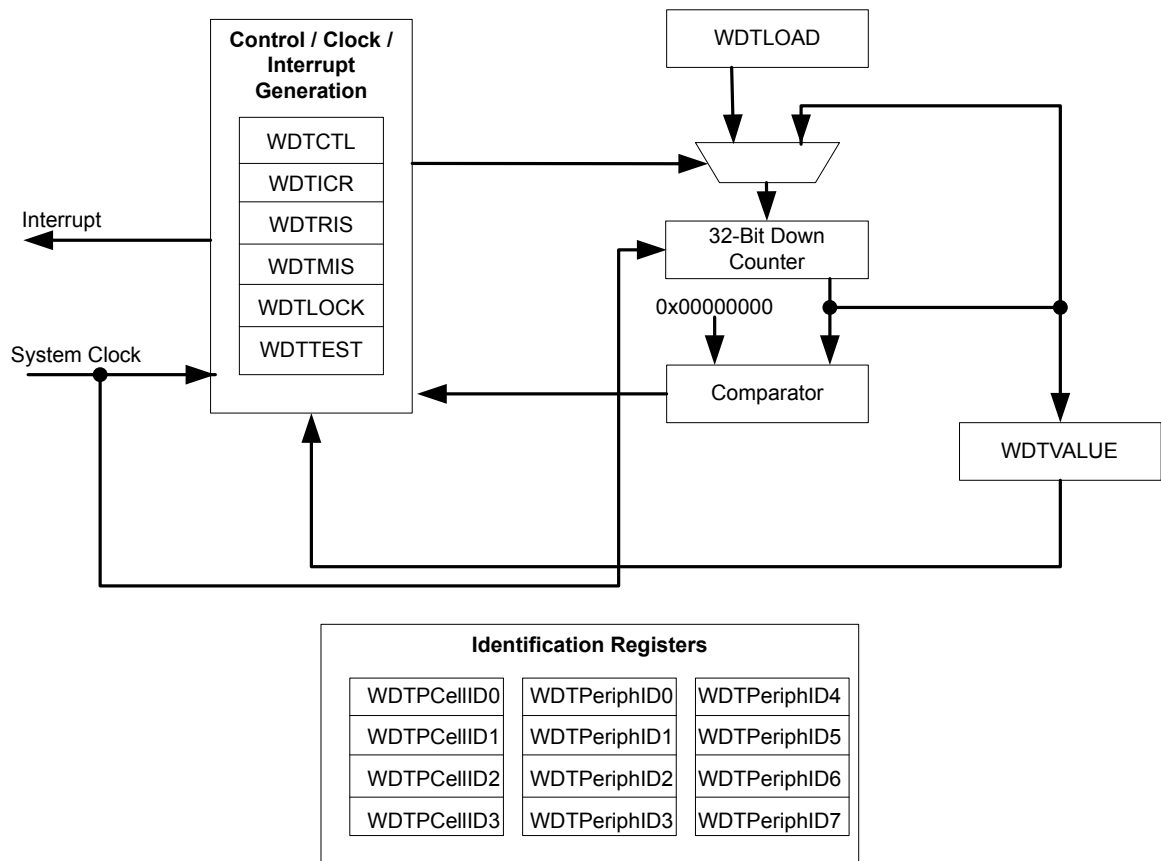 Control / Clock /
Interrupt
Generation
WDTCTL
WDTICR
WDTRIS
WDTMIS
WDTLOCK
WDTTEST
Interrupt
System Clock
WDTLOAD
32-Bit Down
Counter
0x00000000
Comparator
WDTVALUE
Identification Registers
WDTPCellID0
WDTPeriphID0
WDTPeriphID4
WDTPCellID1
WDTPeriphID1
WDTPeriphID5
WDTPCellID2
WDTPeriphID2
WDTPeriphID6
WDTPCellID3
WDTPeriphID3
WDTPeriphID7